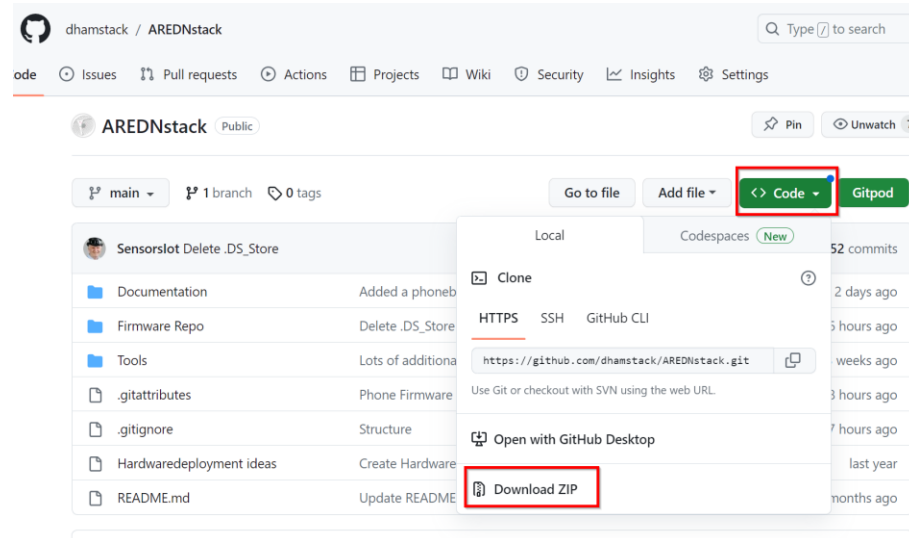 dhamstack / AREDNstack
Type / to search
ode Issues Pull requests Actions Projects Wiki Security Insights Settings
AREDNstack Public
Pin Unwatch
main 1 branch 0 tags Go to file Add file <> Code Gitpod
Local Codespaces New
Sensorslot Delete .DS_Store 52 commits
Clone
Documentation Added a phoneb 2 days ago
HTTPS SSH GitHub CLI
Firmware Repo Delete .DS_Store hours ago
https://github.com/dhamstack/AREDNstack.git
Tools Lots of additiona weeks ago
Use Git or checkout with SVN using the web URL.
.gitattributes Phone Firmware hours ago
.gitignore Structure hours ago
Open with GitHub Desktop
Hardwaredeployment ideas Create Hardware last year
Download ZIP
README.md Update README months ago